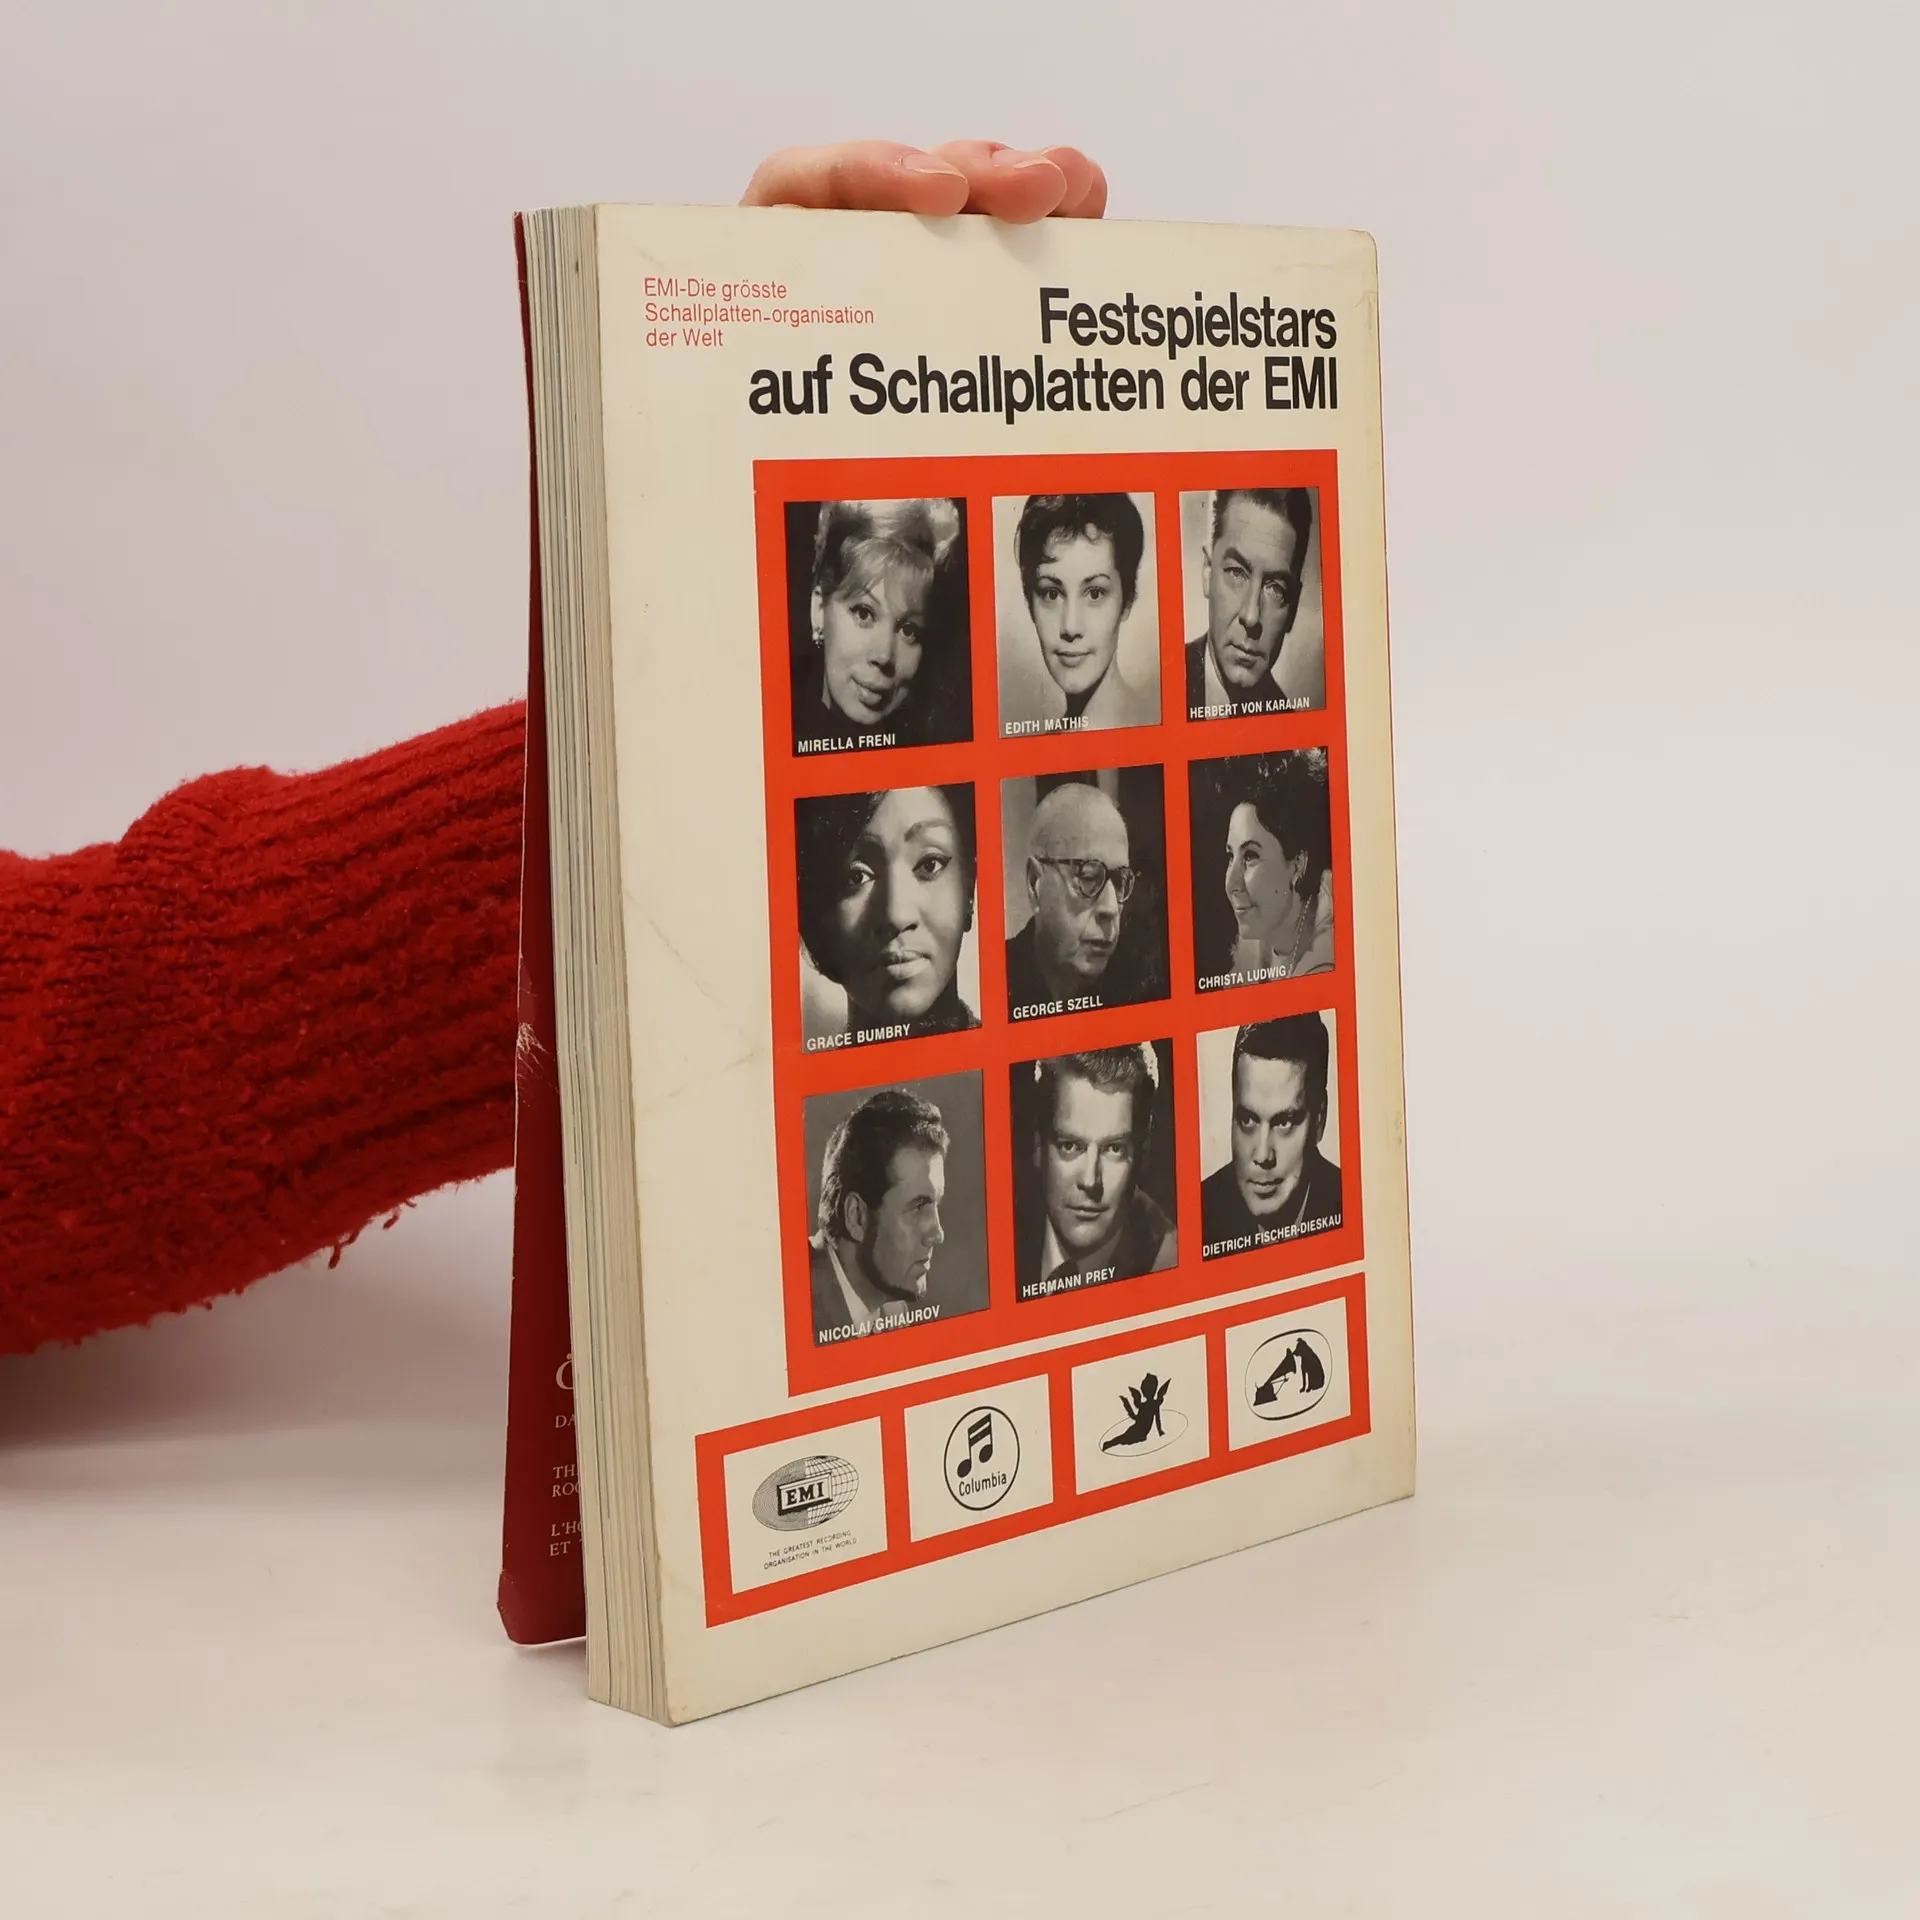 EMI-Die grösste
Schallplatten-organisation
der Welt
Festspielstars
auf Schallplatten der EMI
MIRELLA FRENI
EDITH MATHIS
HERBERT VON KARAJAN
GRACE BUMBRY
GEORGE SZELL
CHRISTA LUDWIG
NICOLAI GHIAUROV
HERMANN PREY
DIETRICH FISCHER-DIESKAU
EMI
THE GREATEST RECORDING
ORGANISATION IN THE WORLD
Columbia
L'HO
ET